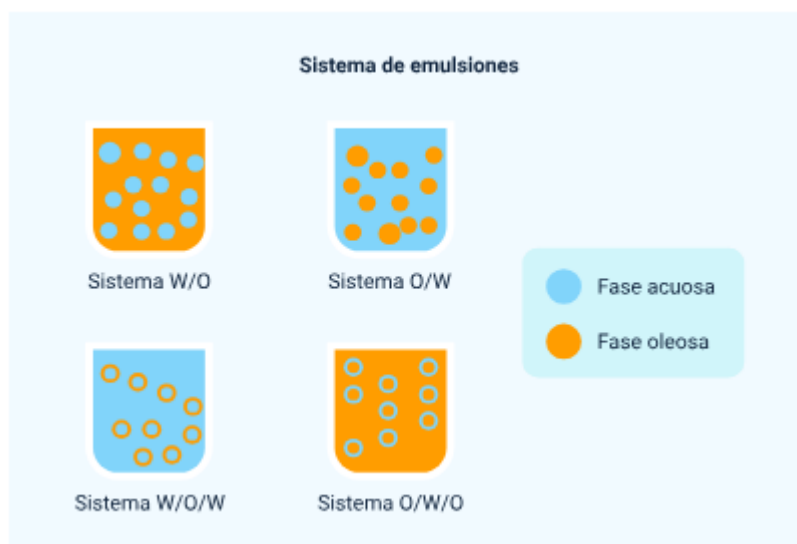 Sistema de emulsiones
Sistema W/O
Sistema O/W
Fase acuosa
Fase oleosa
Sistema W/O/W
Sistema O/W/O